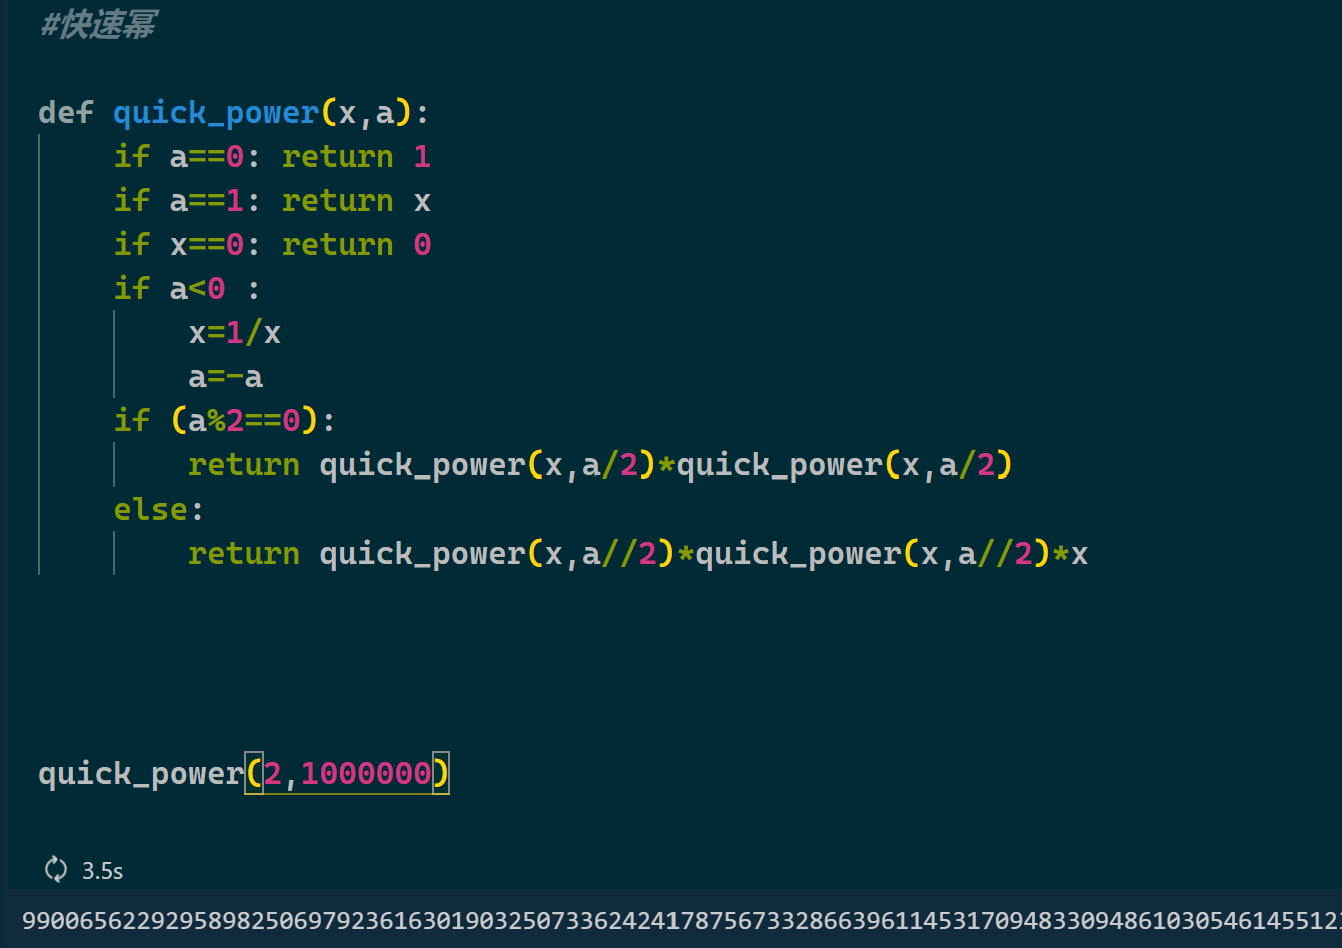 #快速幂
def quick_power(x,a):
if a==0: return 1
if a==1: return x
if x==0: return 0
if a<0 :
x=1/x
a=-a
if (a%2==0):
return quick_power(x,a/2)*quick_power(x,a/2)
else:
return quick_power(x,a//2)*quick_power(x,a//2)*x
quick_power(2,1000000)
3.5s
99006562292958982506979236163019032507336242417875673328663961145317094833094861030546145512